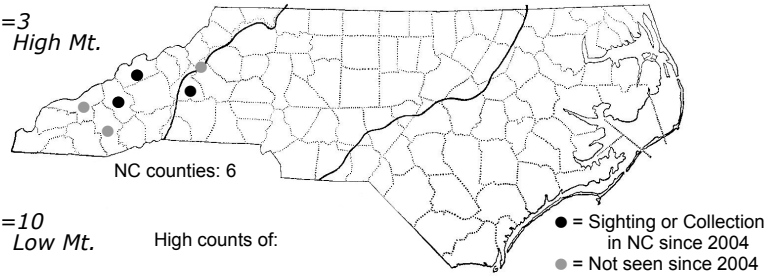 =3
High Mt.
NC counties: 6
=10
Low Mt.
High counts of:
● = Sighting or Collection
in NC since 2004
● = Not seen since 2004